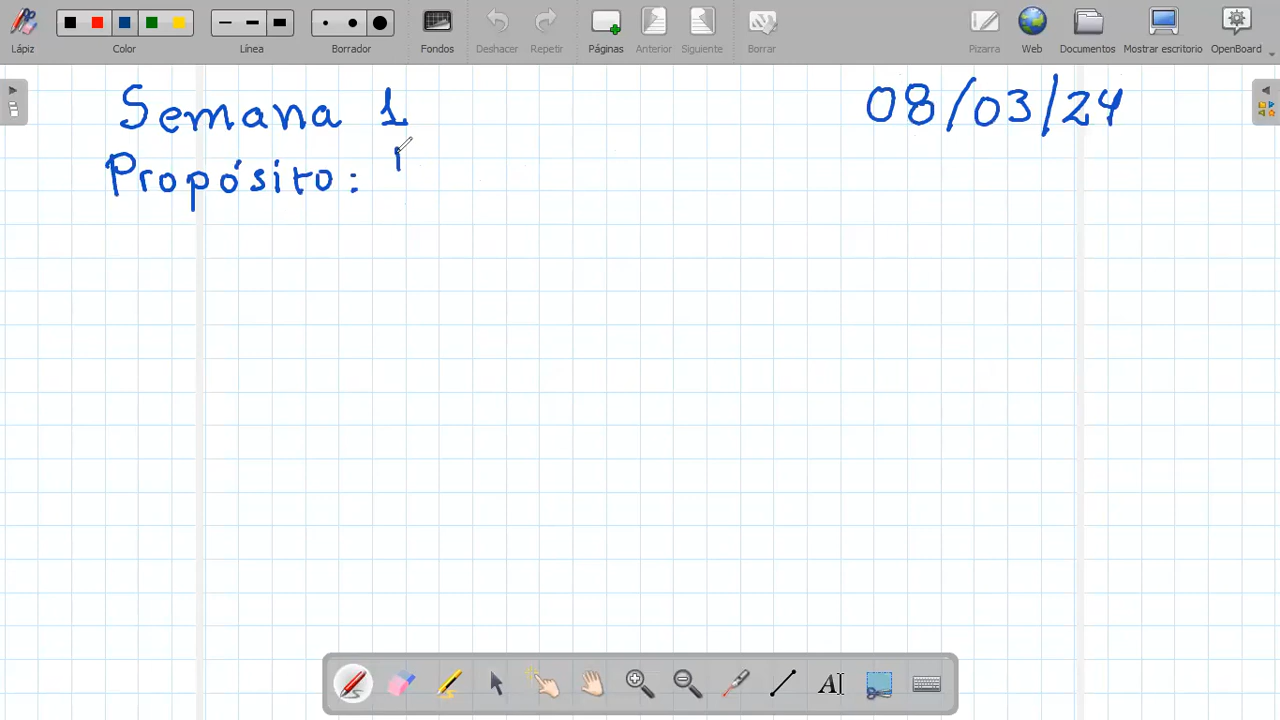 Lápiz Color Línea Borrador Fondos Deshacer Repetir Páginas Anterior Siguiente Borrar Pizarra Web Documentos Mostrar escritorio OpenBoard
Semana 1 08/03/24
Propósito: